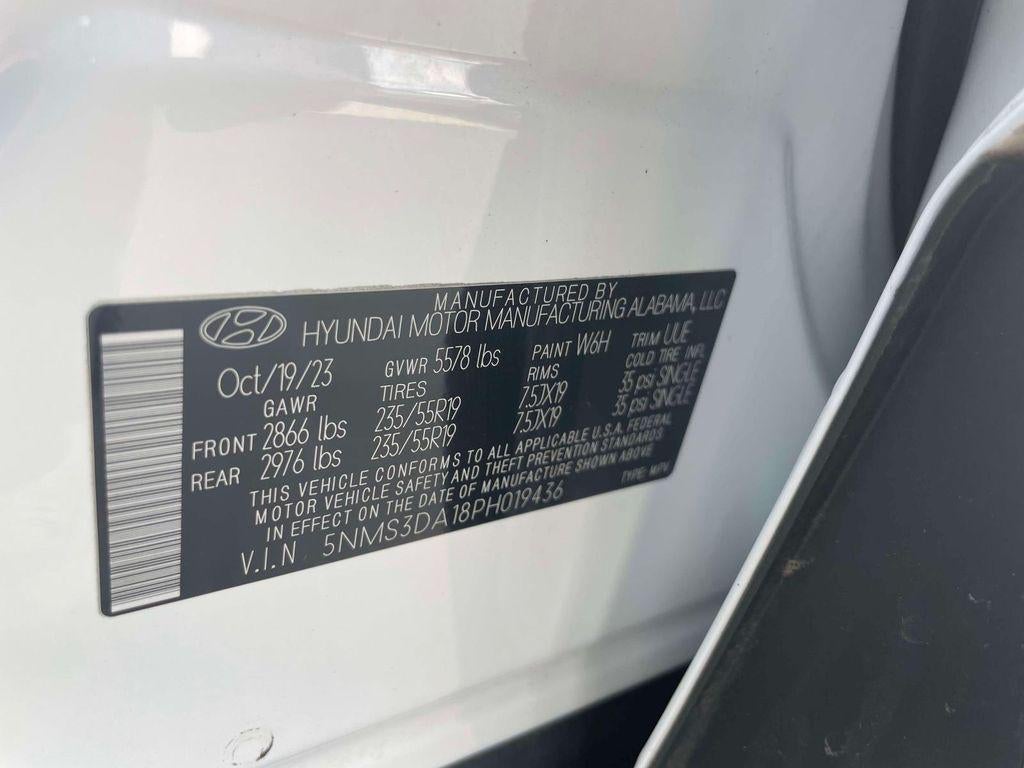 MANUFACTURED BY
HYUNDAI MOTOR MANUFACTURING ALABAMA, LLC
Oct/19/23 GVWR 5578 lbs PAINT W6H TRIM UUE
GAWR TIRES RIMS COLD TIRE INFL
FRONT 2866 lbs 235/55R19 7.5JX19 35 psi SINGLE
REAR 2976 lbs 235/55R19 7.5JX19 35 psi SINGLE
THIS VEHICLE CONFORMS TO ALL APPLICABLE U.S.A. FEDERAL
MOTOR VEHICLE SAFETY AND THEFT PREVENTION STANDARDS
IN EFFECT ON THE DATE OF MANUFACTURE SHOWN ABOVE
V.I.N 5NMS3DA18PH019436 TYPE: MPV